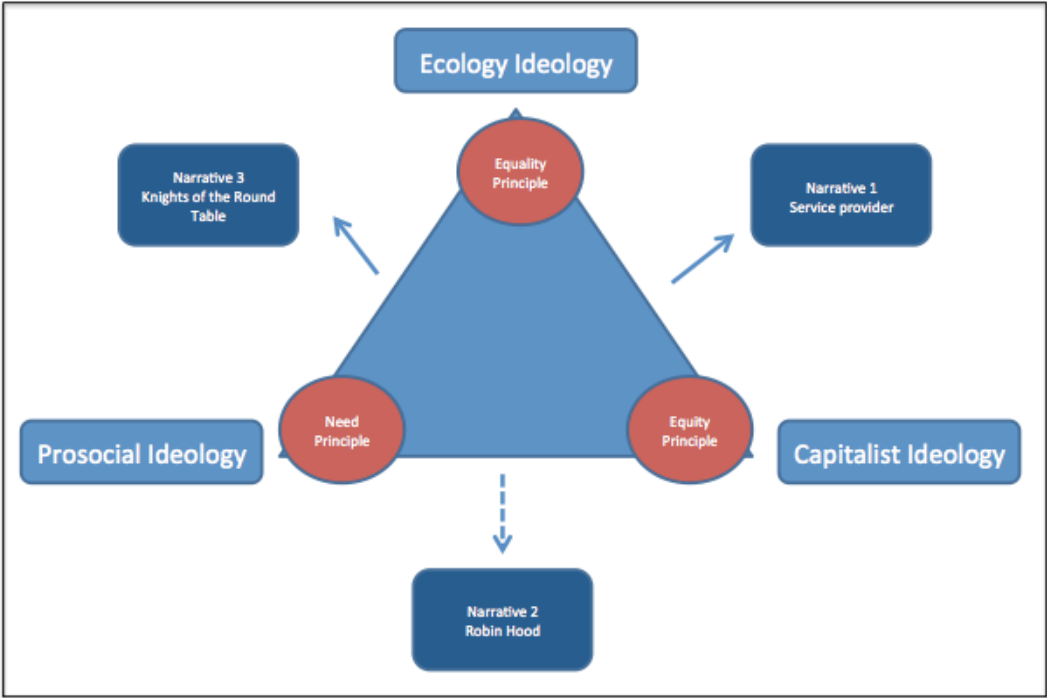 Ecology Ideology
Equality
Principle
Narrative 3
Knights of the Round
Table
Narrative 1
Service provider
Need
Principle
Equity
Principle
Prosocial Ideology
Capitalist Ideology
Narrative 2
Robin Hood